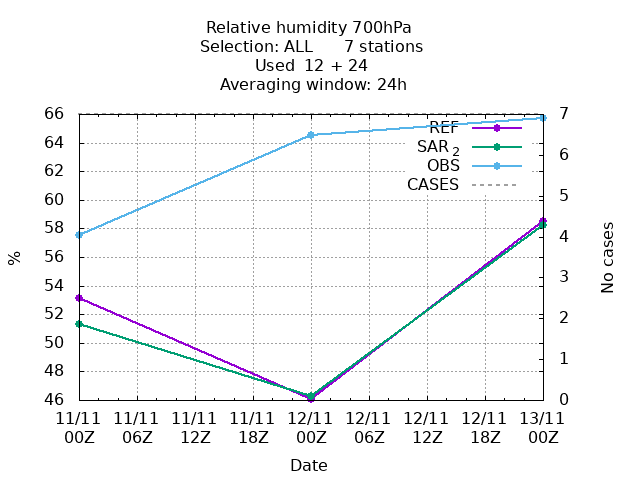 Relative humidity 700hPa
Selection: ALL 7 stations
Used 12 + 24
Averaging window: 24h
66 7
REF
64
SAR 2
6
62
OBS
CASES
60 5
58
4
56
%
No cases
54 3
52
2
50
48 1
46 0
11/11 11/11 11/11 11/11 12/11 12/11 12/11 12/11 13/11
00Z 06Z 12Z 18Z 00Z 06Z 12Z 18Z 00Z
Date